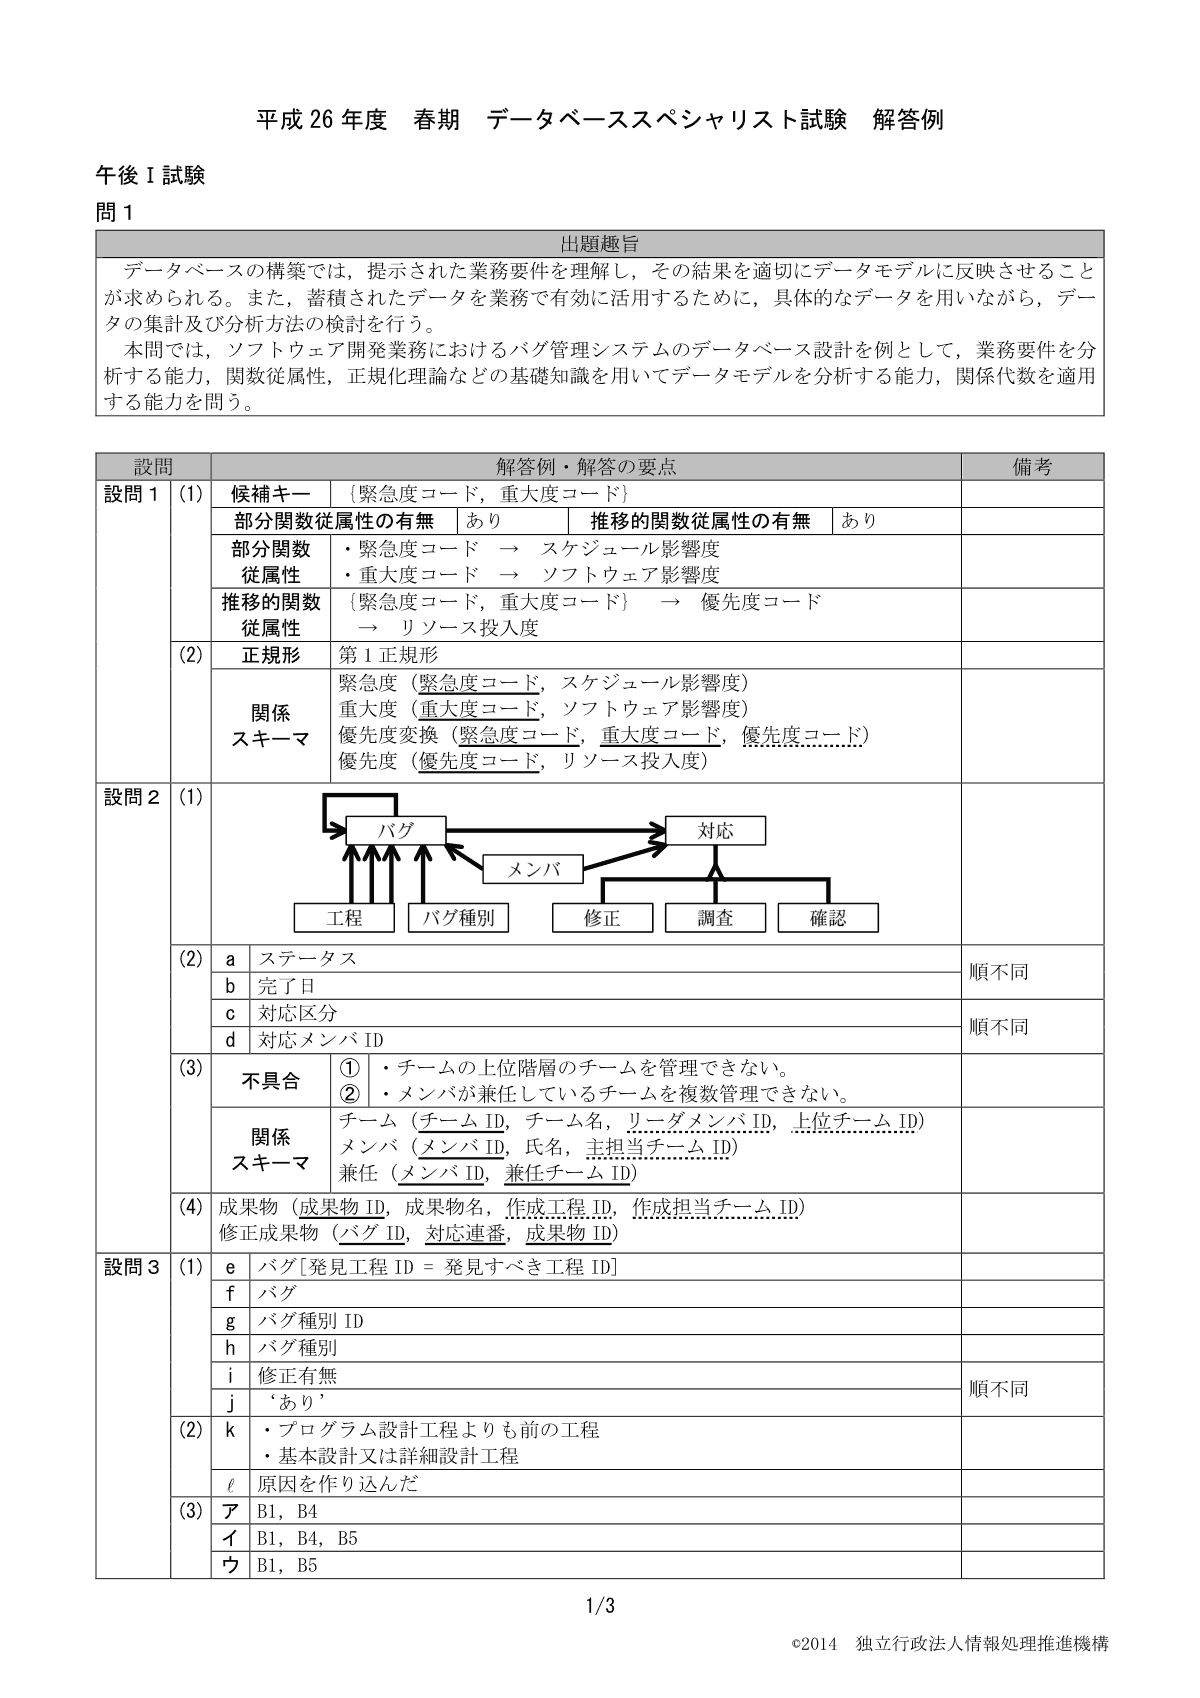 平成 26 年度　春期　データベーススペシャリスト試験　解答例
午後Ⅰ試験
問１
出題趣旨
データベースの構築では，提示された業務要件を理解し，その結果を適切にデータモデルに反映させること
が求められる。また，蓄積されたデータを業務で有効に活用するために，具体的なデータを用いながら，デー
タの集計及び分析方法の検討を行う。
本問では，ソフトウェア開発業務におけるバグ管理システムのデータベース設計を例として，業務要件を分
析する能力，関数従属性，正規化理論などの基礎知識を用いてデータモデルを分析する能力，関係代数を適用
する能力を問う。
設問　解答例・解答の要点　備考
設問１ (1) 候補キー ｛緊急度コード，重大度コード｝
部分関数従属性の有無 あり 推移的関数従属性の有無 あり
部分関数 ・緊急度コード → スケジュール影響度
従属性 ・重大度コード → ソフトウェア影響度
推移的関数 ｛緊急度コード，重大度コード｝ → 優先度コード
従属性 → リソース投入度
(2) 正規形 第１正規形
緊急度（緊急度コード，スケジュール影響度）
関係 重大度（重大度コード，ソフトウェア影響度）
スキーマ 優先度変換（緊急度コード，重大度コード，優先度コード）
優先度（優先度コード，リソース投入度）
設問２ (1)
バグ 対応
メンバ
工程 バグ種別 修正 調査 確認
(2) a ステータス 順不同
b 完了日
c 対応区分 順不同
d 対応メンバ ID
(3) 不具合 ① ・チームの上位階層のチームを管理できない。
② ・メンバが兼任しているチームを複数管理できない。
チーム（チーム ID，チーム名，リーダメンバ ID，上位チーム ID）
関係 メンバ（メンバ ID，氏名，主担当チーム ID）
スキーマ 兼任（メンバ ID，兼任チーム ID）
(4) 成果物（成果物 ID，成果物名，作成工程 ID，作成担当チーム ID）
修正成果物（バグ ID，対応連番，成果物 ID）
設問３ (1) e バグ[発見工程 ID = 発見すべき工程 ID]
f バグ
g バグ種別 ID
h バグ種別
i 修正有無 順不同
j ‘あり’
(2) k ・プログラム設計工程よりも前の工程
・基本設計又は詳細設計工程
ℓ 原因を作り込んだ
(3) ア B1，B4
イ B1，B4，B5
ウ B1，B5
1/3
©2014　独立行政法人情報処理推進機構